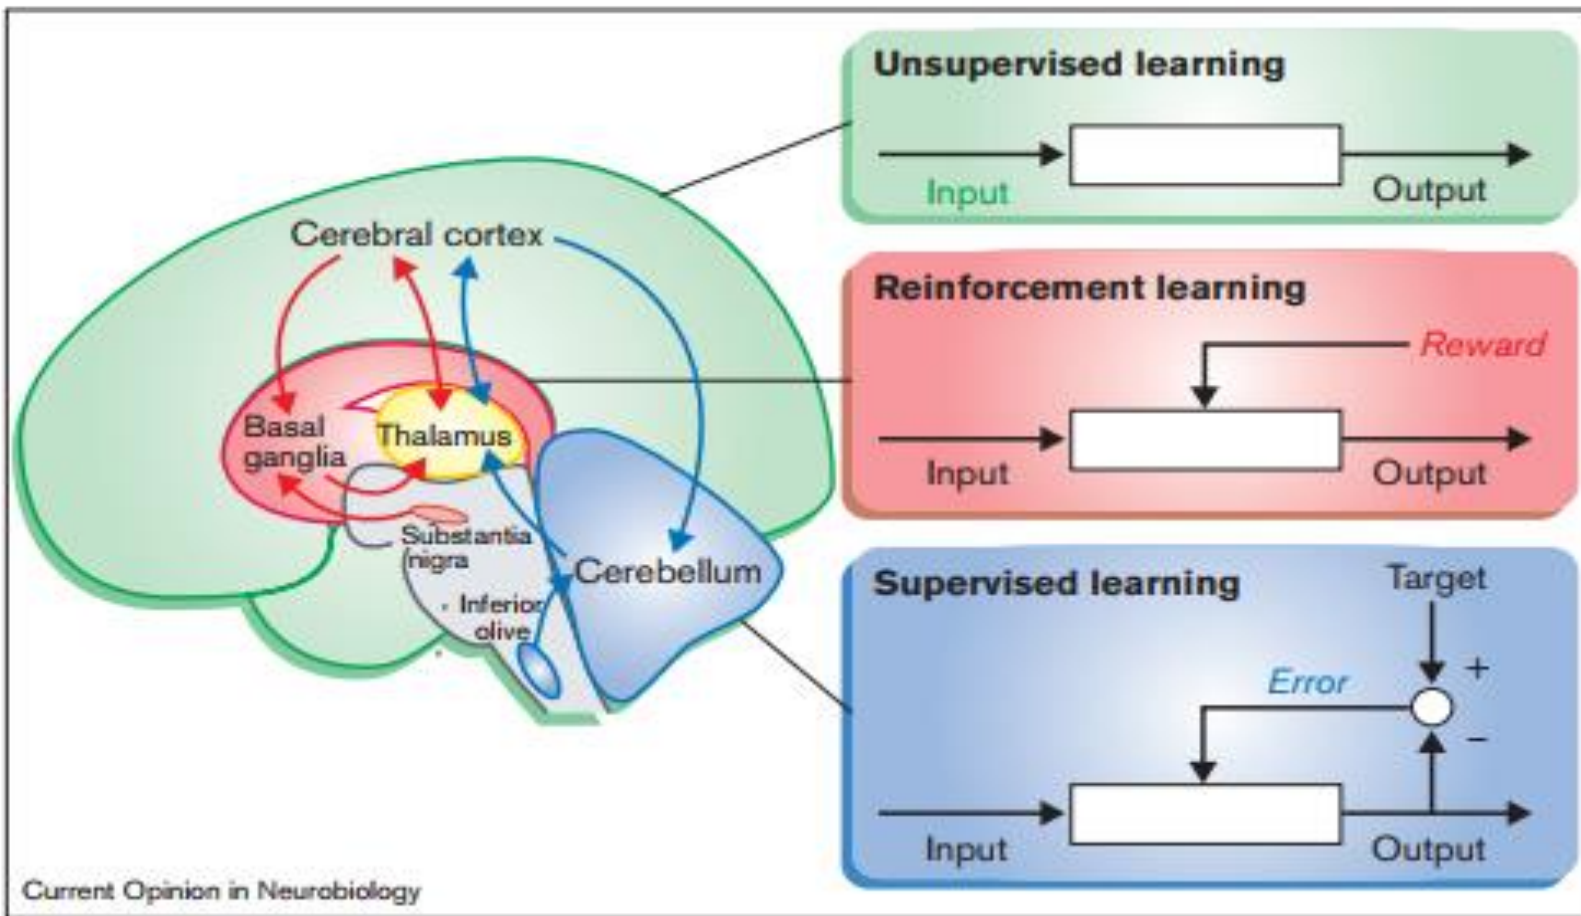 Unsupervised learning
Input
Output
Cerebral cortex
Reinforcement learning
Reward
Input
Output
Basal
ganglia
Thalamus
Substantia
nigra
Cerebellum
Inferior
olive
Supervised learning
Target
+
Error
−
Input
Output
Current Opinion in Neurobiology